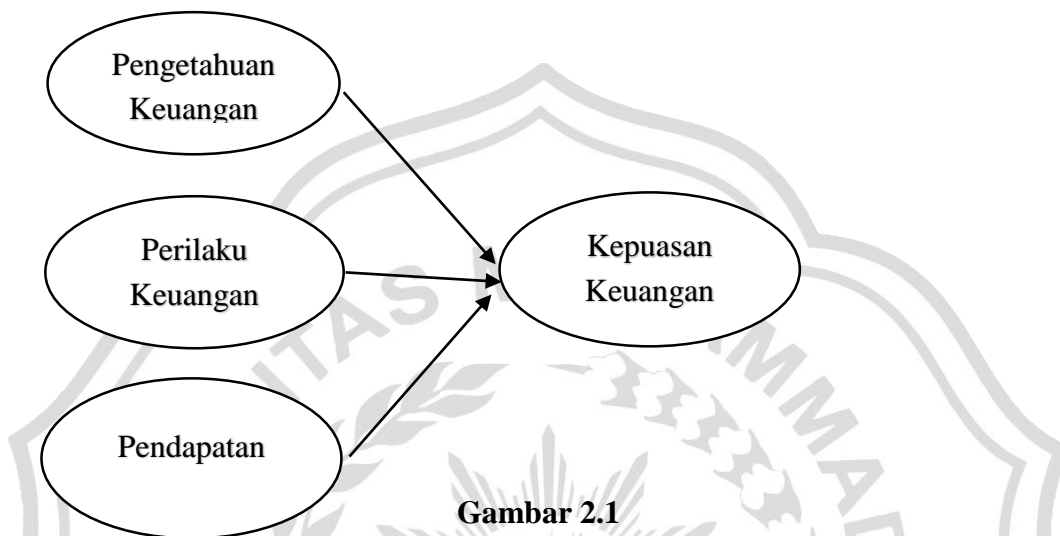 Pengetahuan
Keuangan
Perilaku
Keuangan
Kepuasan
Keuangan
Pendapatan
Gambar 2.1